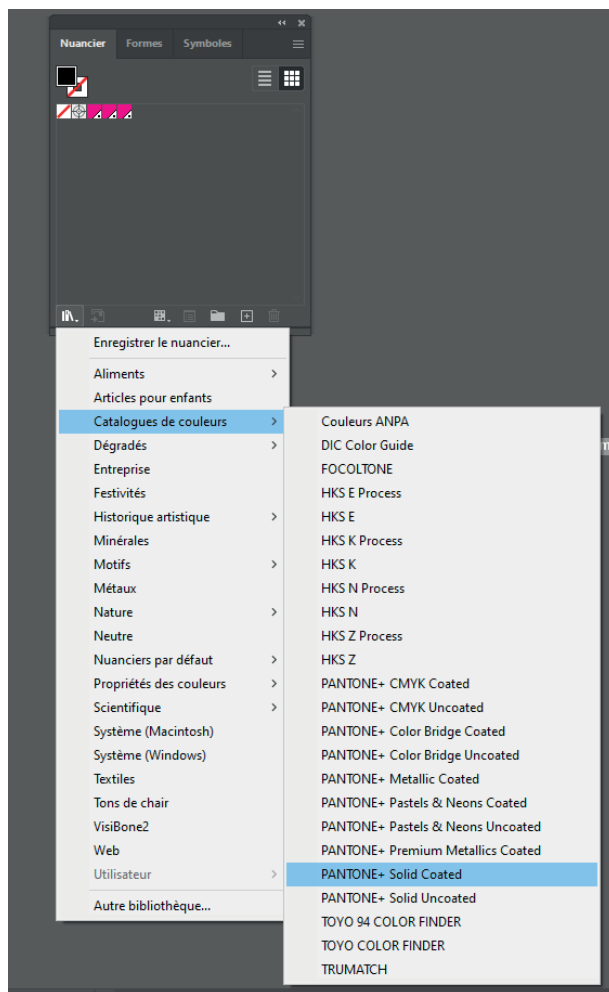 Nuancier Formes Symboles
Enregistrer le nuancier...
Aliments
Articles pour enfants
Catalogues de couleurs
Dégradés
Entreprise
Festivités
Historique artistique
Minérales
Motifs
Métaux
Nature
Neutre
Nuanciers par défaut
Propriétés des couleurs
Scientifique
Système (Macintosh)
Système (Windows)
Textiles
Tons de chair
VisiBone2
Web
Utilisateur
Autre bibliothèque...
Couleurs ANPA
DIC Color Guide
FOCOLTONE
HKS E Process
HKS E
HKS K Process
HKS K
HKS N Process
HKS N
HKS Z Process
HKS Z
PANTONE+ CMYK Coated
PANTONE+ CMYK Uncoated
PANTONE+ Color Bridge Coated
PANTONE+ Color Bridge Uncoated
PANTONE+ Metallic Coated
PANTONE+ Pastels & Neons Coated
PANTONE+ Pastels & Neons Uncoated
PANTONE+ Premium Metallics Coated
PANTONE+ Solid Coated
PANTONE+ Solid Uncoated
TOYO 94 COLOR FINDER
TOYO COLOR FINDER
TRUMATCH